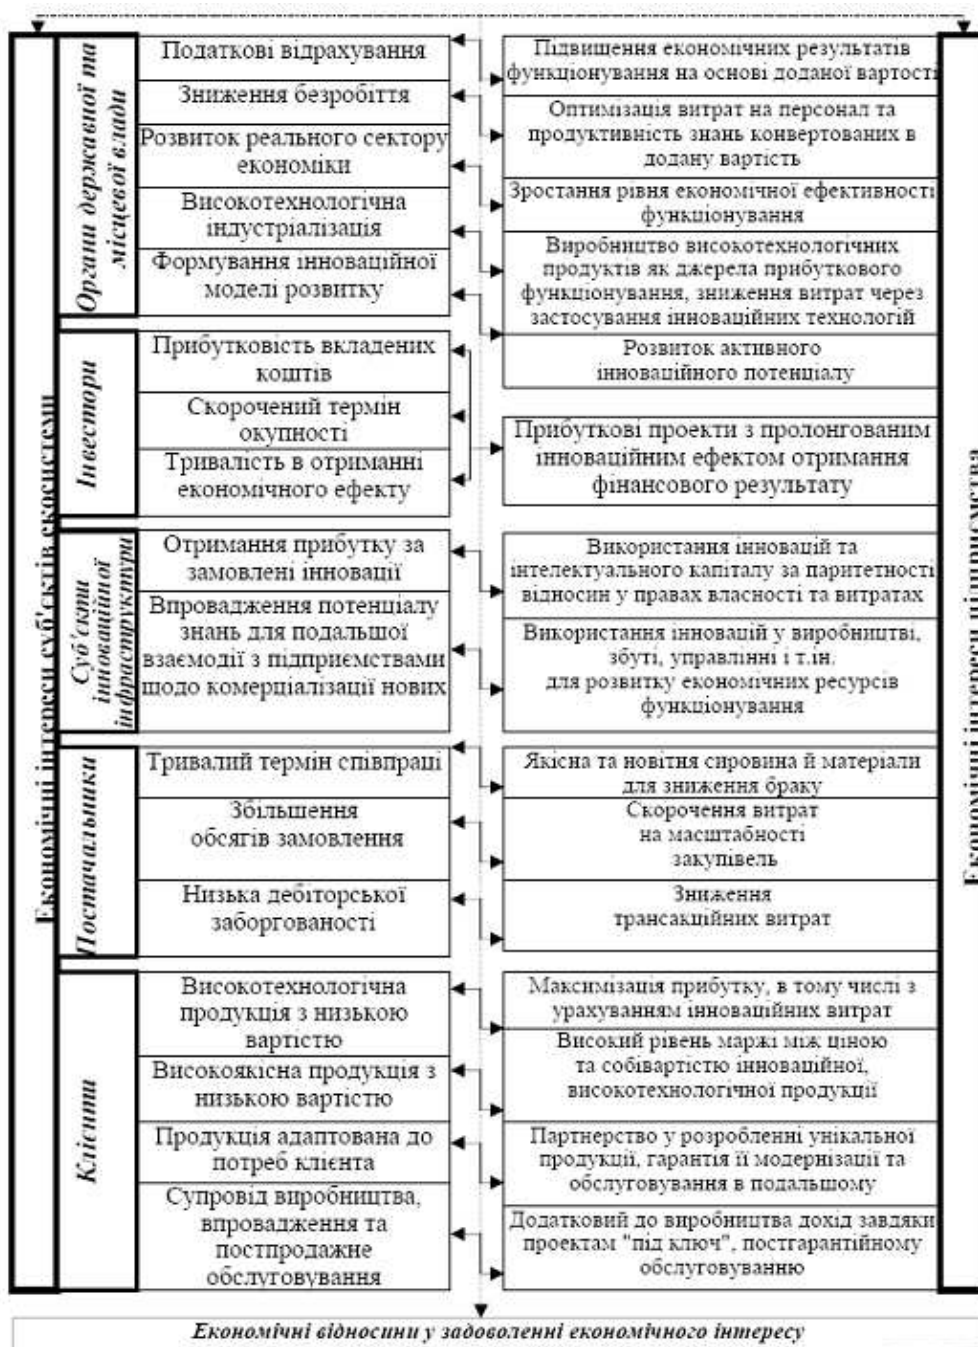 Економічні інтереси суб'єктів екосистеми
Органи державної та
місцевої влади
Податкові відрахування
Зниження безробіття
Розвиток реального сектору
економіки
Високотехнологічна
індустріалізація
Формування інноваційної
моделі розвитку
Підвищення економічних результатів
функціонування на основі доданої вартості
Оптимізація витрат на персонал та
продуктивність знань конвертованих в
додану вартість
Зростання рівня економічної ефективності
функціонування
Виробництво високотехнологічних
продуктів як джерела прибуткового
функціонування, зниження витрат через
застосування інноваційних технологій
Розвиток активного
інноваційного потенціалу
Інвестори
Прибутковість вкладених
коштів
Скорочений термін
окупності
Тривалість в отриманні
економічного ефекту
Прибуткові проекти з пролонгованим
інноваційним ефектом отримання
фінансового результату
Суб'єкти
інноваційної
інфраструктури
Отримання прибутку за
замовлені інновації
Впровадження потенціалу
знань для подальшої
взаємодії з підприємствами
щодо комерціалізації нових
Використання інновацій та
інтелектуального капіталу за паритетності
відносин у правах власності та витратах
Використання інновацій у виробництві,
збуті, управлінні і т.ін.
для розвитку економічних ресурсів
функціонування
Постачальники
Тривалий термін співпраці
Збільшення
обсягів замовлення
Низька дебіторської
заборгованості
Якісна та новітня сировина й матеріали
для зниження браку
Скорочення витрат
на масштабності
закупівель
Зниження
трансакційних витрат
Клієнти
Високотехнологічна
продукція з низькою
вартістю
Високоякісна продукція з
низькою вартістю
Продукція адаптована до
потреб клієнта
Супровід виробництва,
впровадження та
постпродажне
обслуговування
Максимізація прибутку, в тому числі з
урахуванням інноваційних витрат
Високий рівень маржі між ціною
та собівартістю інноваційної,
високотехнологічної продукції
Партнерство у розробленні унікальної
продукції, гарантія її модернізації та
обслуговування в подальшому
Додатковий до виробництва дохід завдяки
проектам "під ключ", постгарантійному
обслуговуванню
Економічні інтереси підприємства
Економічні відносини у задоволенні економічного інтересу